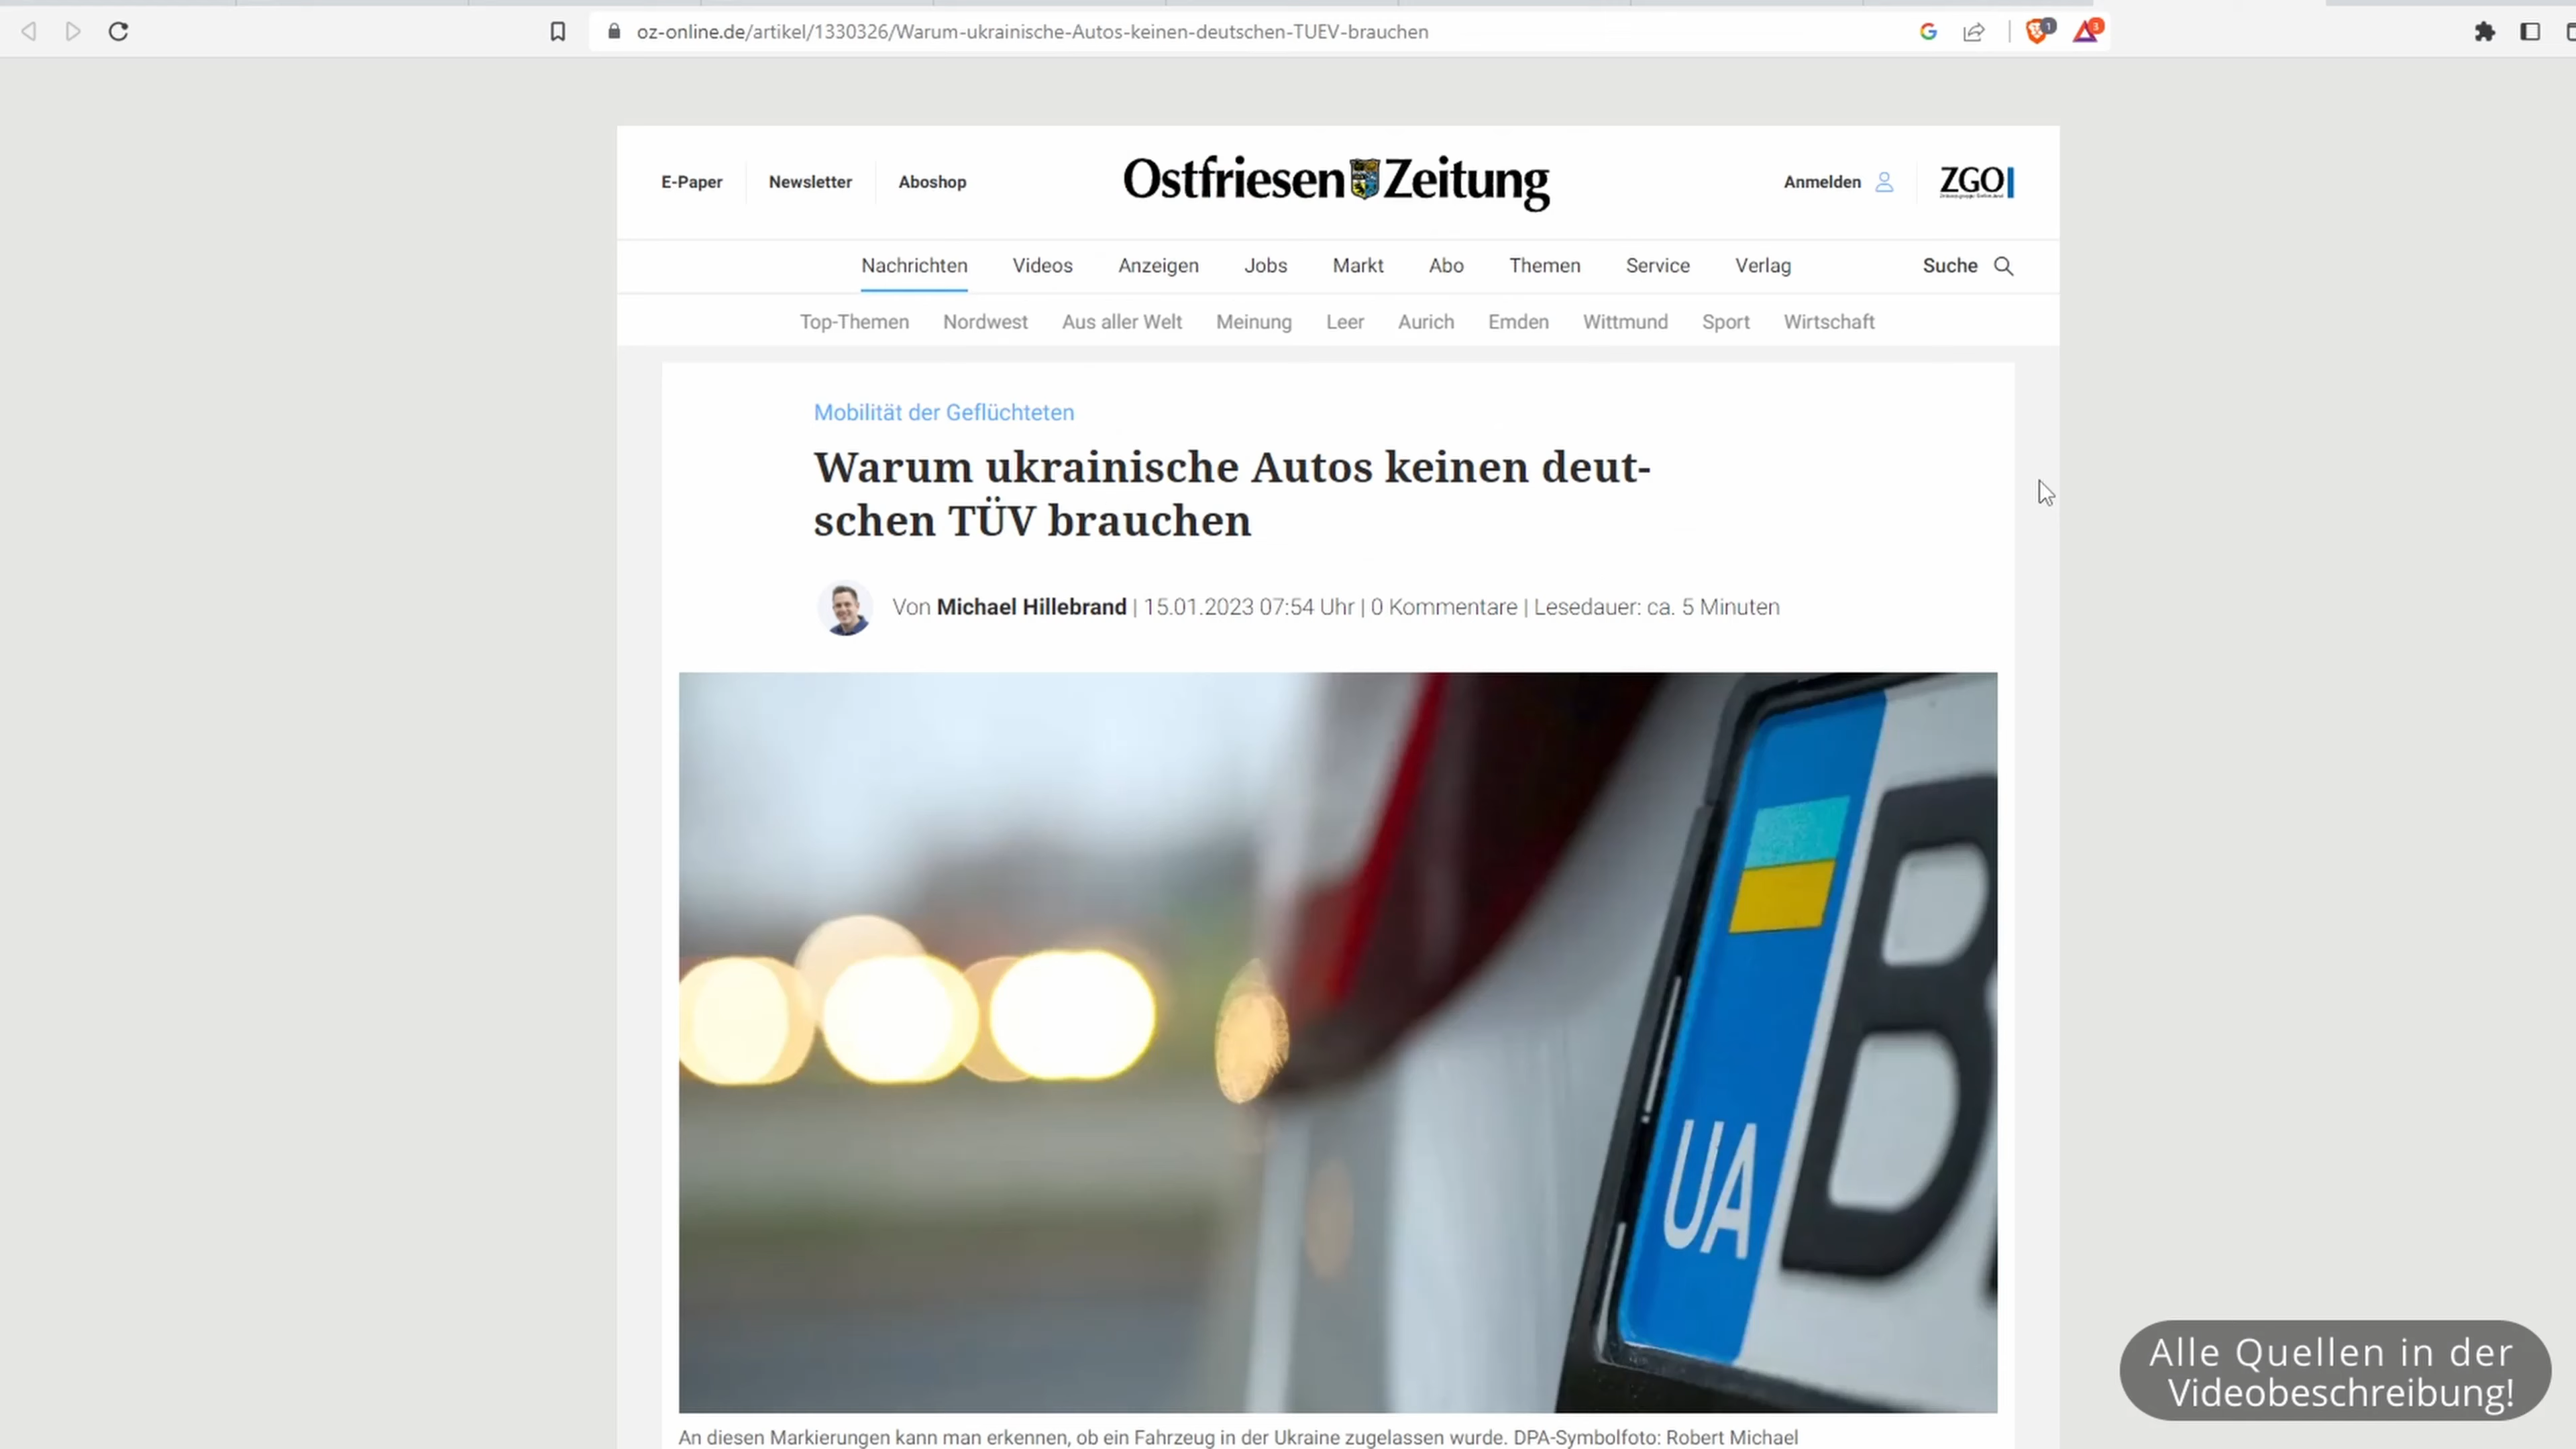 oz-online.de/artikel/1330326/Warum-ukrainische-Autos-keinen-deutschen-TUEV-brauchen
1
3
E-Paper
Newsletter
Aboshop
Ostfriesen Zeitung
Anmelden
ZGO
Nachrichten
Videos
Anzeigen
Jobs
Markt
Abo
Themen
Service
Verlag
Suche
Top-Themen
Nordwest
Aus aller Welt
Meinung
Leer
Aurich
Emden
Wittmund
Sport
Wirtschaft
Mobilität der Geflüchteten
Warum ukrainische Autos keinen deut-
schen TÜV brauchen
Von Michael Hillebrand | 15.01.2023 07:54 Uhr | 0 Kommentare | Lesedauer: ca. 5 Minuten
UA
B
An diesen Markierungen kann man erkennen, ob ein Fahrzeug in der Ukraine zugelassen wurde. DPA-Symbolfoto: Robert Michael
Alle Quellen in der
Videobeschreibung!